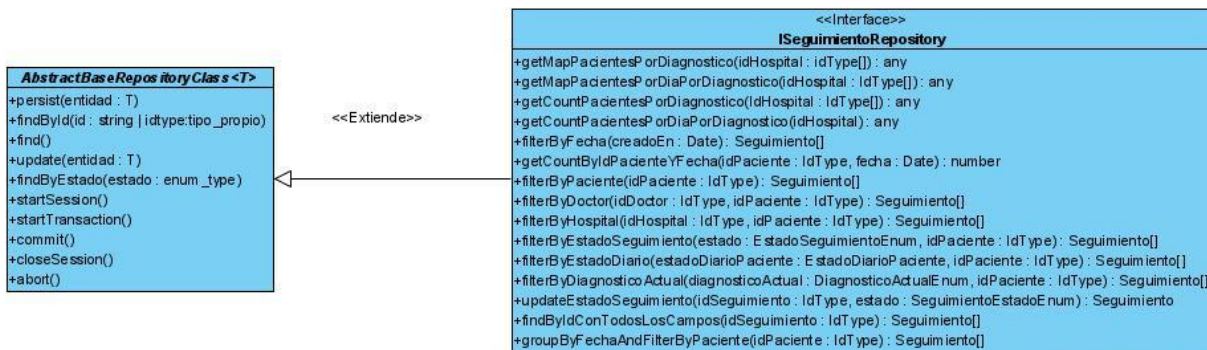 AbstractBaseRepositoryClass<T>
+persist(entidad : T)
+findById(id : string | idtype:tipo_propio)
+find()
+update(entidad : T)
+findByEstado(estado : enum_type)
+startSession()
+startTransaction()
+commit()
+closeSession()
+abort()
<<Extiende>>
<<Interface>>
ISeguimientoRepository
+getMapPacientesPorDiagnostico(idHospital : idType[]) : any
+getMapPacientesPorDiaPorDiagnostico(idHospital : IdType[]) : any
+getCountPacientesPorDiagnostico(IdHospital : IdType[]) : any
+getCountPacientesPorDiaPorDiagnostico(idHospital) : any
+filterByFecha(creadoEn : Date) : Seguimiento[]
+getCountByIdPacienteYFecha(idPaciente : IdType, fecha : Date) : number
+filterByPaciente(idPaciente : IdType) : Seguimiento[]
+filterByDoctor(idDoctor : IdType, idPaciente : IdType) : Seguimiento[]
+filterByHospital(idHospital : IdType, idPaciente : IdType) : Seguimiento[]
+filterByEstadoSeguimiento(estado : EstadoSeguimientoEnum, idPaciente : IdType) : Seguimiento[]
+filterByEstadoDiario(estadoDiarioPaciente : EstadoDiarioPaciente, idPaciente : IdType) : Seguimiento[]
+filterByDiagnosticoActual(diagnosticoActual : DiagnosticoActualEnum, idPaciente : IdType) : Seguimiento[]
+updateEstadoSeguimiento(idSeguimiento : IdType, estado : SeguimientoEstadoEnum) : Seguimiento
+findByIdConTodosLosCampos(idSeguimiento : IdType) : Seguimiento[]
+groupByFechaAndFilterByPaciente(idPaciente : IdType) : Seguimiento[]